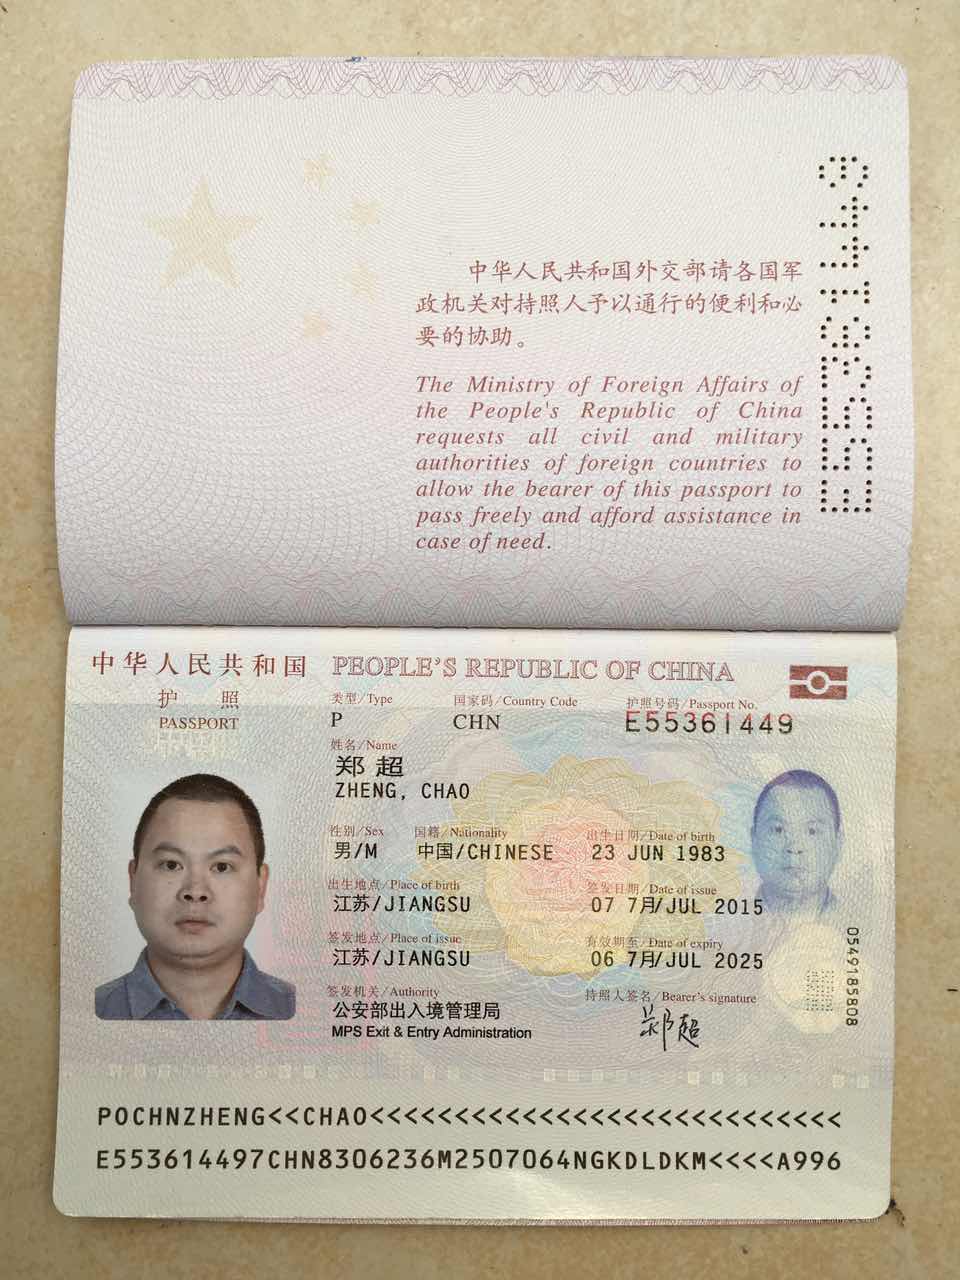 中华人民共和国外交部请各国军
政机关对持照人予以通行的便利和必
要的协助。
The Ministry of Foreign Affairs of
the People's Republic of China
requests all civil and military
authorities of foreign countries to
allow the bearer of this passport to
pass freely and afford assistance in
case of need.
E55361449
中华人民共和国 PEOPLE'S REPUBLIC OF CHINA
护照
PASSPORT
类型/Type 国家码/Country Code 护照号码/Passport No.
P CHN E55361449
姓名/Name
郑超
ZHENG, CHAO
性别/Sex 国籍/Nationality 出生日期/Date of birth
男/M 中国/CHINESE 23 JUN 1983
出生地点/Place of birth 签发日期/Date of issue
江苏/JIANGSU 07 7月/JUL 2015
签发地点/Place of issue 有效期至/Date of expiry
江苏/JIANGSU 06 7月/JUL 2025
签发机关/Authority 持照人签名/Bearer's signature
公安部出入境管理局 郑超
MPS Exit & Entry Administration
0549185808
POCHNZHENG<<CHAO<<<<<<<<<<<<<<<<<<<<<<<<<<<<
E553614497CHN8306236M2507064NGKDLDKM<<<<A996